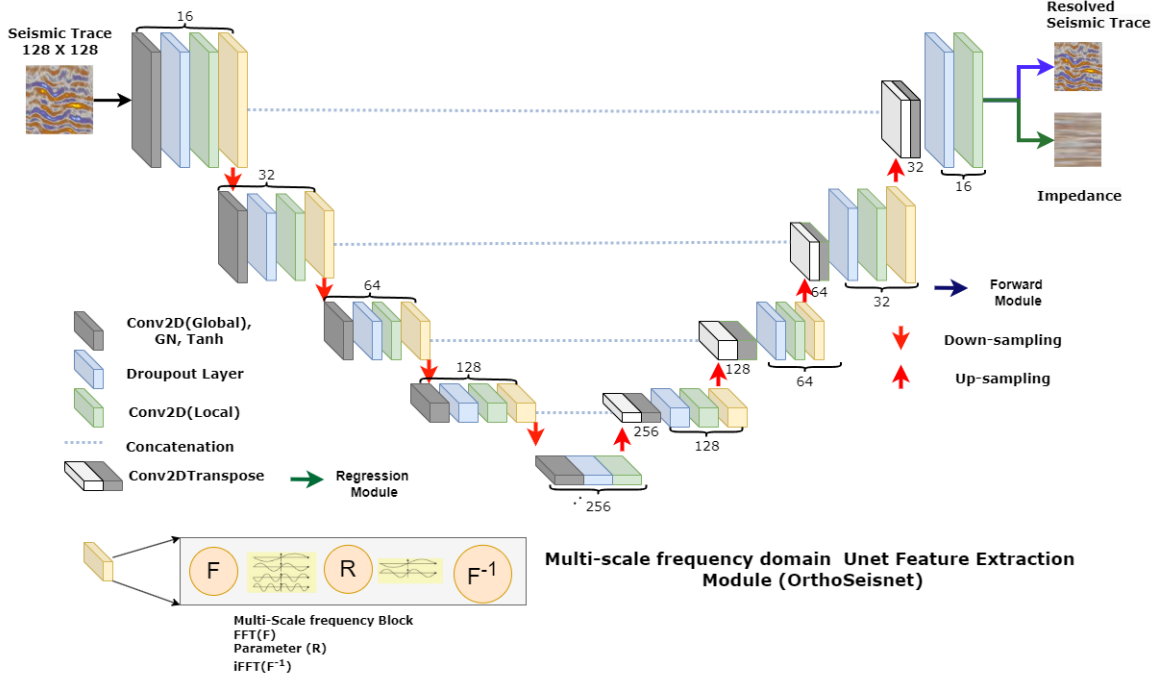 Seismic Trace
128 X 128
16
32
64
128
256
256
128
128
64
64
32
32
16
Resolved
Seismic Trace
Impedance
Forward
Module
Down-sampling
Up-sampling
Conv2D(Global),
GN, Tanh
Droupout Layer
Conv2D(Local)
Concatenation
Conv2DTranspose
Regression
Module
F
R
F-1
Multi-Scale frequency Block
FFT(F)
Parameter (R)
iFFT(F-1)
Multi-scale frequency domain Unet Feature Extraction
Module (OrthoSeisnet)